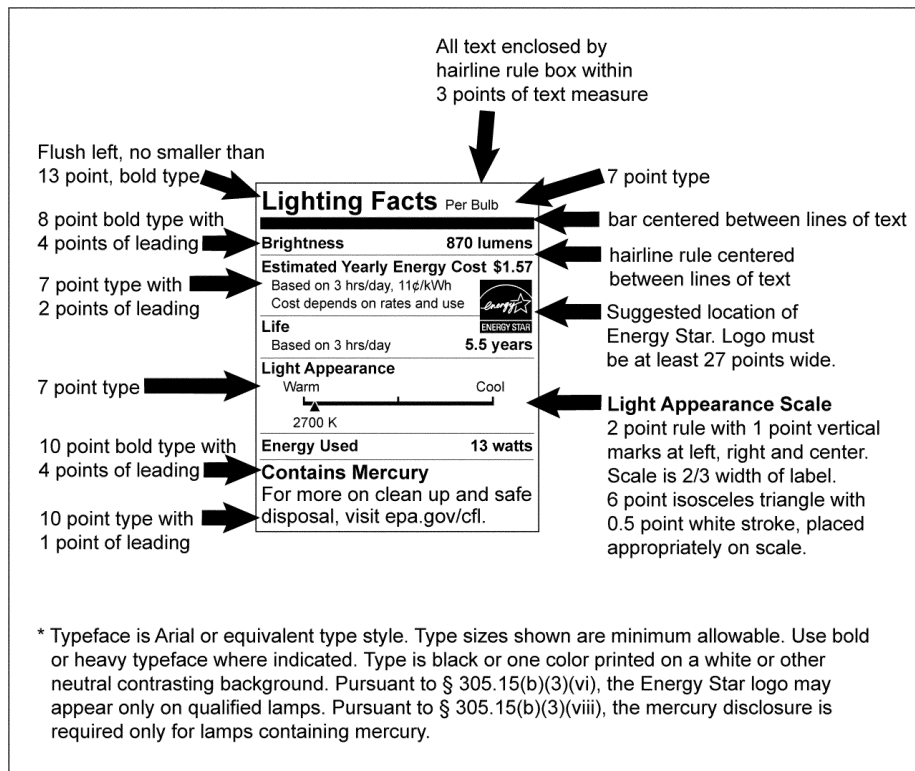 All text enclosed by
hairline rule box within
3 points of text measure
Flush left, no smaller than
13 point, bold type
8 point bold type with
4 points of leading
7 point type with
2 points of leading
7 point type
10 point bold type with
4 points of leading
10 point type with
1 point of leading
Lighting Facts Per Bulb
Brightness 870 lumens
Estimated Yearly Energy Cost $1.57
Based on 3 hrs/day, 11¢/kWh
Cost depends on rates and use
energy
ENERGY STAR
Life
Based on 3 hrs/day 5.5 years
Light Appearance
Warm Cool
2700 K
Energy Used 13 watts
Contains Mercury
For more on clean up and safe
disposal, visit epa.gov/cfl.
7 point type
bar centered between lines of text
hairline rule centered
between lines of text
Suggested location of
Energy Star. Logo must
be at least 27 points wide.
Light Appearance Scale
2 point rule with 1 point vertical
marks at left, right and center.
Scale is 2/3 width of label.
6 point isosceles triangle with
0.5 point white stroke, placed
appropriately on scale.
* Typeface is Arial or equivalent type style. Type sizes shown are minimum allowable. Use bold
or heavy typeface where indicated. Type is black or one color printed on a white or other
neutral contrasting background. Pursuant to § 305.15(b)(3)(vi), the Energy Star logo may
appear only on qualified lamps. Pursuant to § 305.15(b)(3)(viii), the mercury disclosure is
required only for lamps containing mercury.